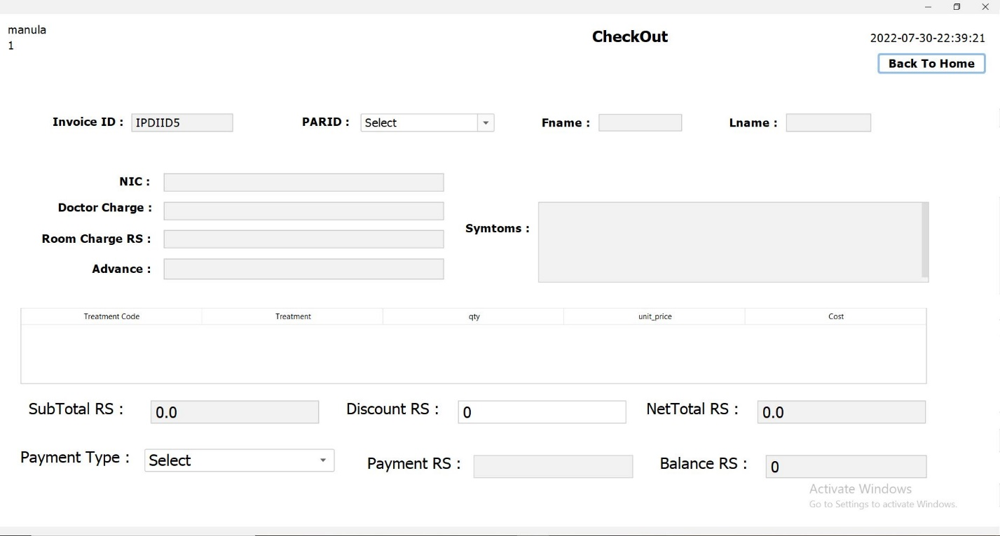 manula
1
CheckOut
2022-07-30-22:39:21
Back To Home
Invoice ID : IPDIID5 PARID : Select Fname : Lname :
NIC :
Doctor Charge :
Room Charge RS :
Advance :
Symtoms :
Treatment Code Treatment qty unit_price Cost
SubTotal RS : 0.0 Discount RS : 0 NetTotal RS : 0.0
Payment Type : Select Payment RS : Balance RS : 0
Activate Windows
Go to Settings to activate Windows.